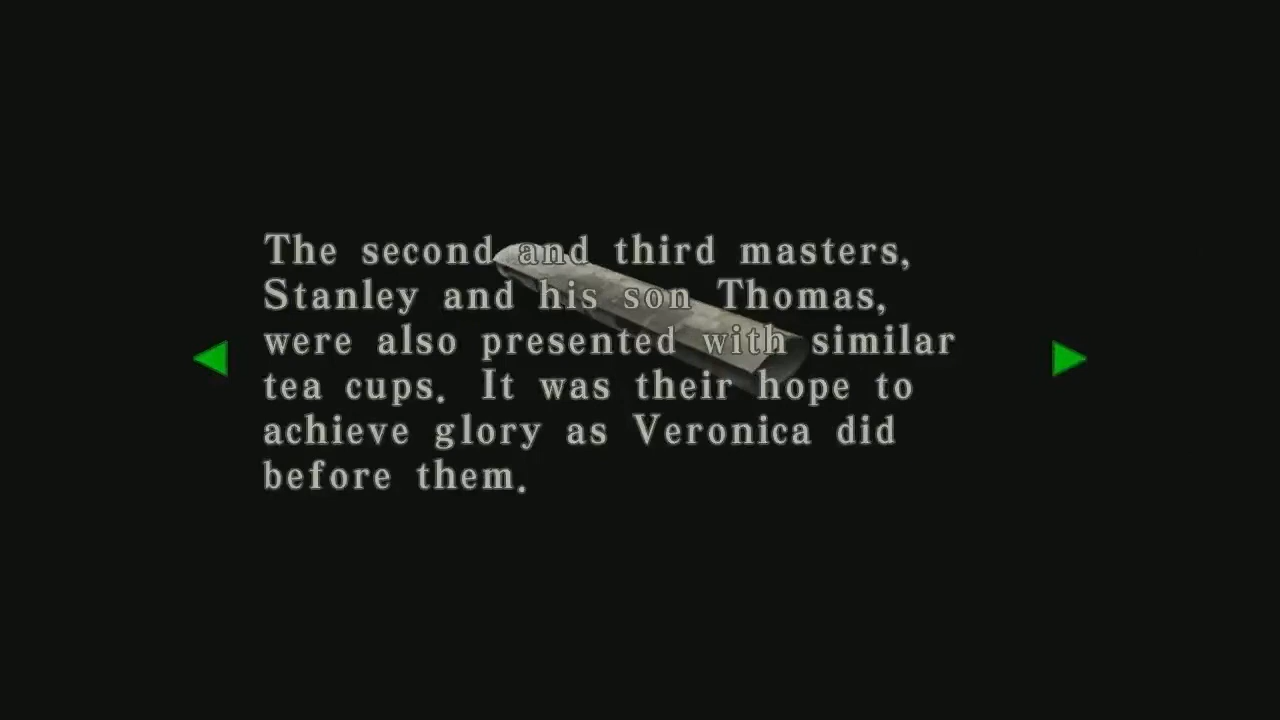 The second and third masters,
Stanley and his son Thomas,
were also presented with similar
tea cups. It was their hope to
achieve glory as Veronica did
before them.